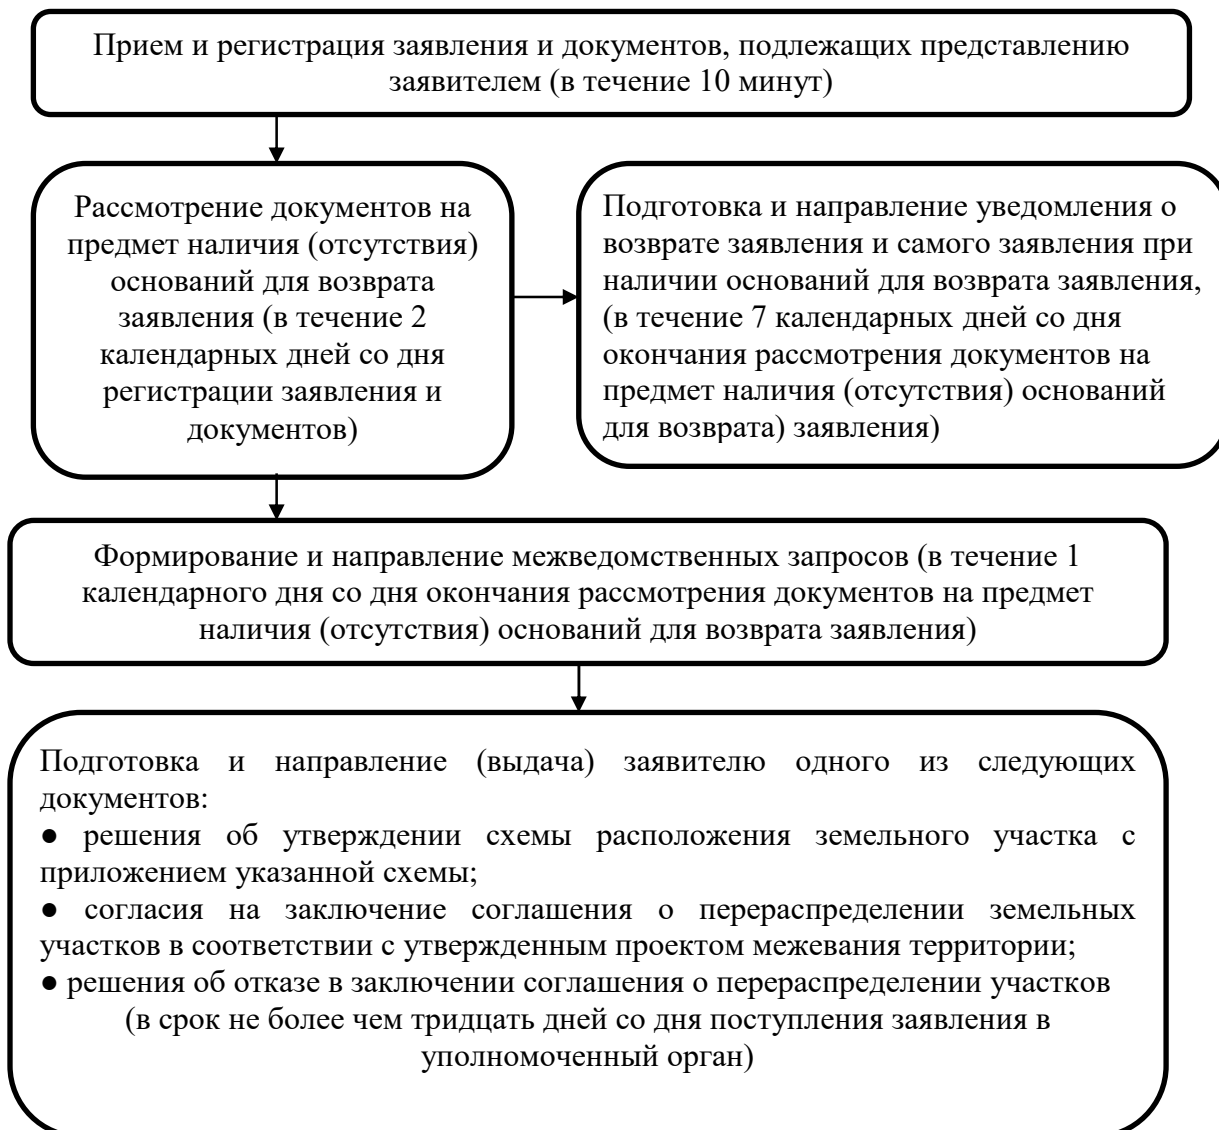 Прием и регистрация заявления и документов, подлежащих представлению
заявителем (в течение 10 минут)
Рассмотрение документов на
предмет наличия (отсутствия)
оснований для возврата
заявления (в течение 2
календарных дней со дня
регистрации заявления и
документов)
Подготовка и направление уведомления о
возврате заявления и самого заявления при
наличии оснований для возврата заявления,
(в течение 7 календарных дней со дня
окончания рассмотрения документов на
предмет наличия (отсутствия) оснований
для возврата) заявления)
Формирование и направление межведомственных запросов (в течение 1
календарного дня со дня окончания рассмотрения документов на предмет
наличия (отсутствия) оснований для возврата заявления)
Подготовка и направление (выдача) заявителю одного из следующих
документов:
● решения об утверждении схемы расположения земельного участка с
приложением указанной схемы;
● согласия на заключение соглашения о перераспределении земельных
участков в соответствии с утвержденным проектом межевания территории;
● решения об отказе в заключении соглашения о перераспределении участков
(в срок не более чем тридцать дней со дня поступления заявления в
уполномоченный орган)